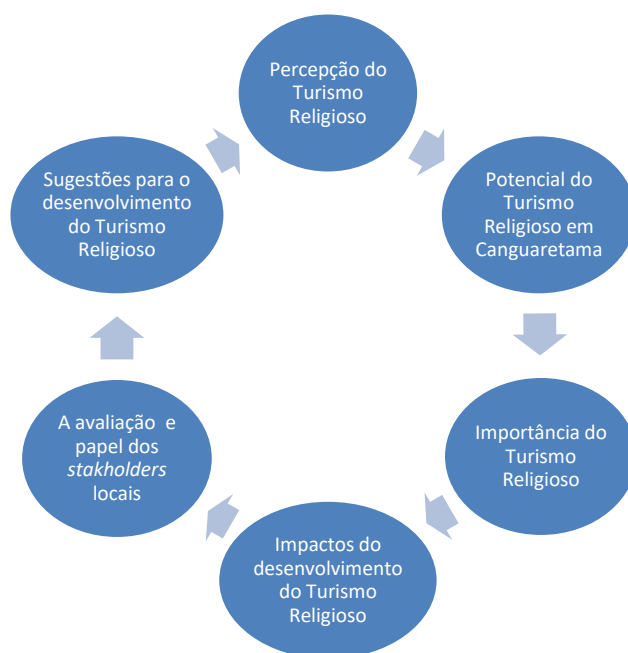 Percepção do
Turismo
Religioso
Potencial do
Turismo
Religioso em
Canguaretama
Importância do
Turismo
Religioso
Impactos do
desenvolvimento
do Turismo
Religioso
A avaliação e
papel dos
stakholders
locais
Sugestões para o
desenvolvimento
do Turismo
Religioso